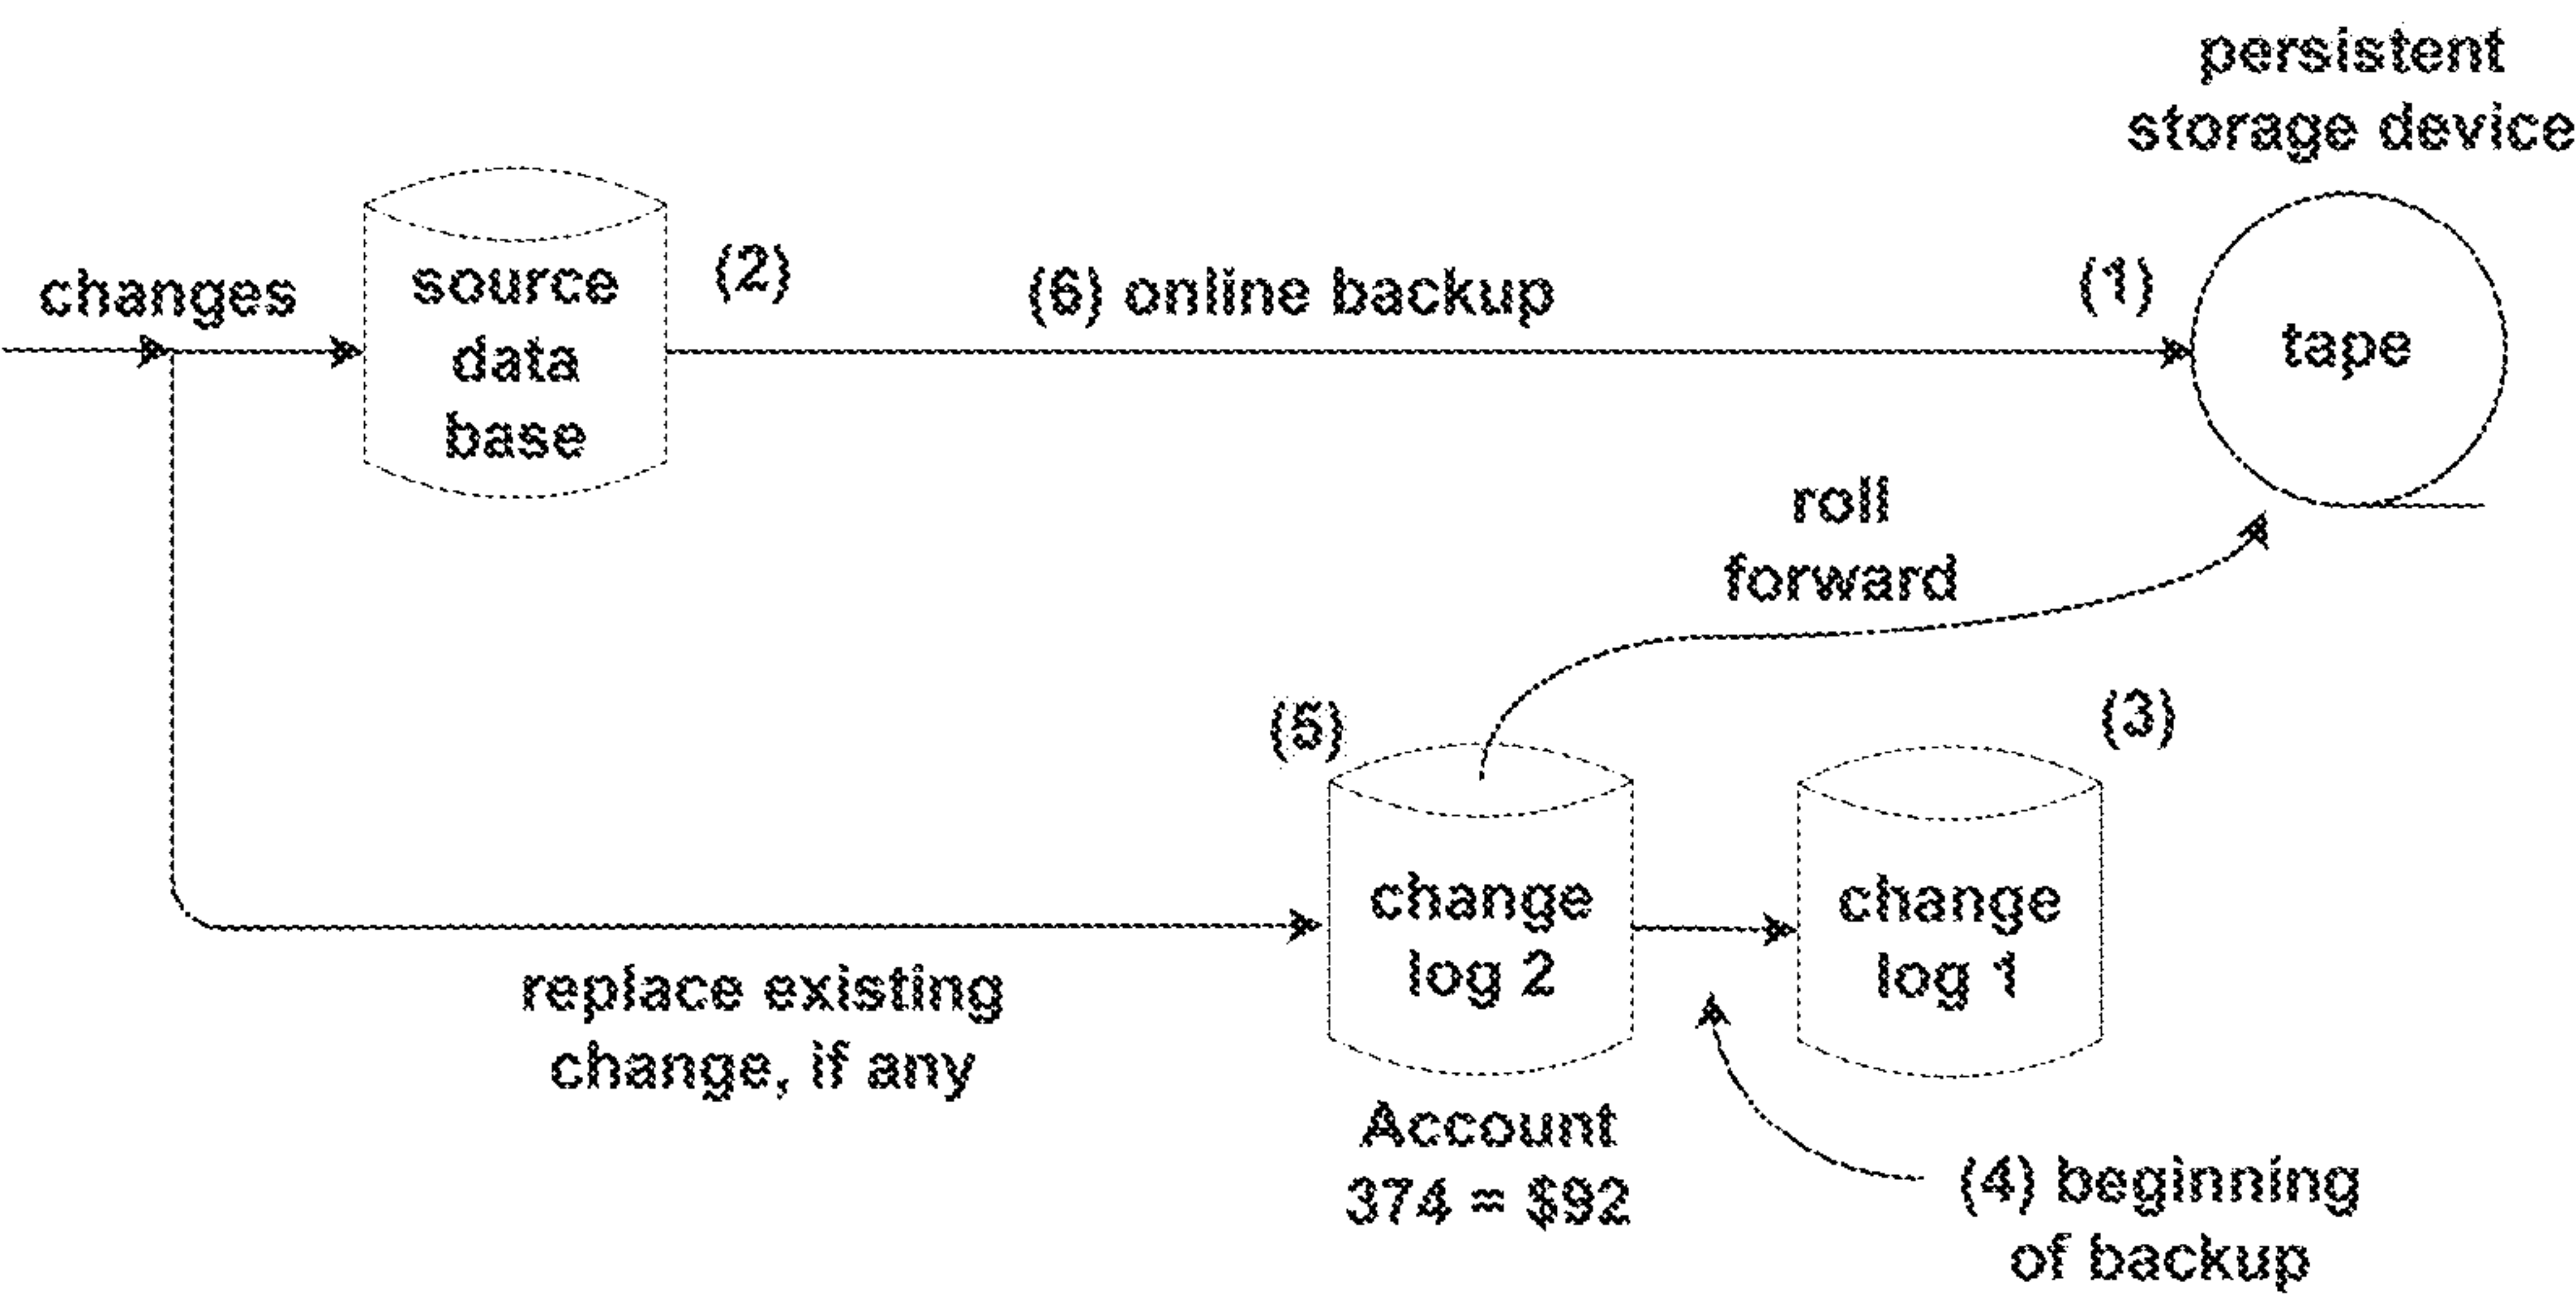 persistent
storage device
changes
source
data
base
(2)
(6) online backup
(1)
tape
roll
forward
(5)
(3)
change
log 2
change
log 1
replace existing
change, if any
Account
374 = $92
(4) beginning
of backup